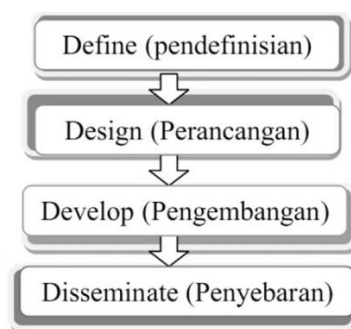 Define (pendefinisian)
Design (Perancangan)
Develop (Pengembangan)
Disseminate (Penyebaran)